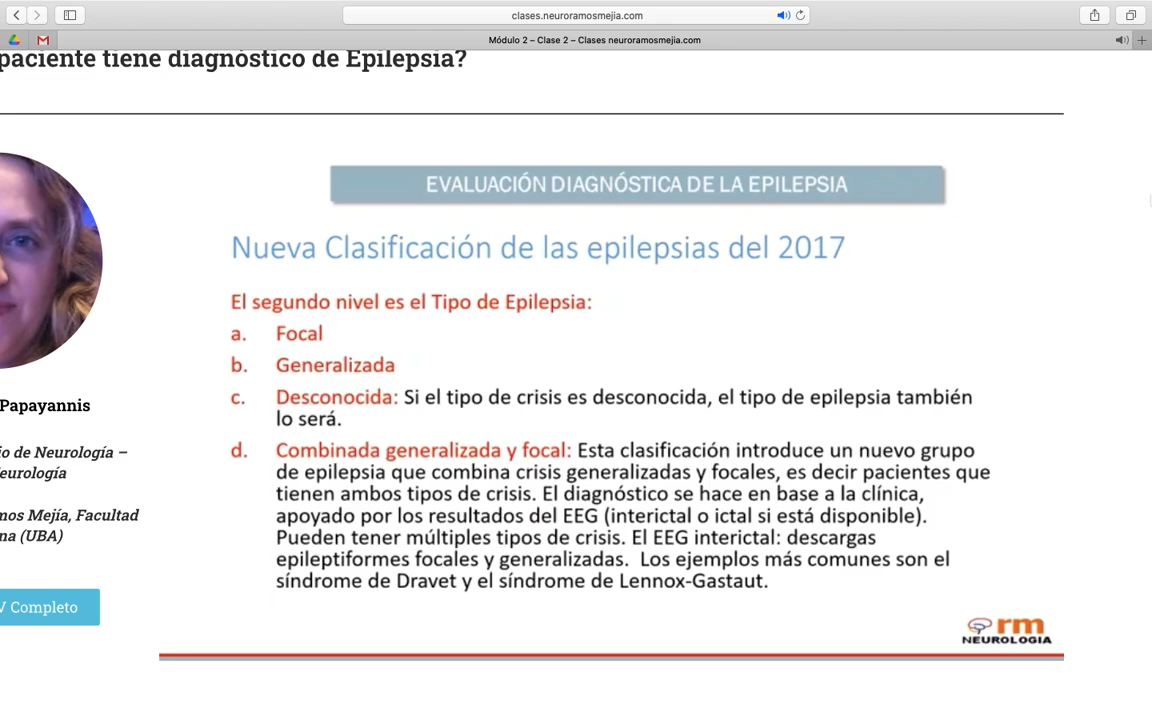 clases.neuroramosmejia.com
Módulo 2 – Clase 2 – Clases neuroramosmejia.com
paciente tiene diagnóstico de Epilepsia?
EVALUACIÓN DIAGNÓSTICA DE LA EPILEPSIA
Nueva Clasificación de las epilepsias del 2017
El segundo nivel es el Tipo de Epilepsia:
a. Focal
b. Generalizada
c. Desconocida: Si el tipo de crisis es desconocida, el tipo de epilepsia también
lo será.
d. Combinada generalizada y focal: Esta clasificación introduce un nuevo grupo
de epilepsia que combina crisis generalizadas y focales, es decir pacientes que
tienen ambos tipos de crisis. El diagnóstico se hace en base a la clínica,
apoyado por los resultados del EEG (interictal o ictal si está disponible).
Pueden tener múltiples tipos de crisis. El EEG interictal: descargas
epileptiformes focales y generalizadas. Los ejemplos más comunes son el
síndrome de Dravet y el síndrome de Lennox-Gastaut.
rm
NEUROLOGIA
Papayannis
io de Neurología –
eurología
mos Mejía, Facultad
na (UBA)
V Completo